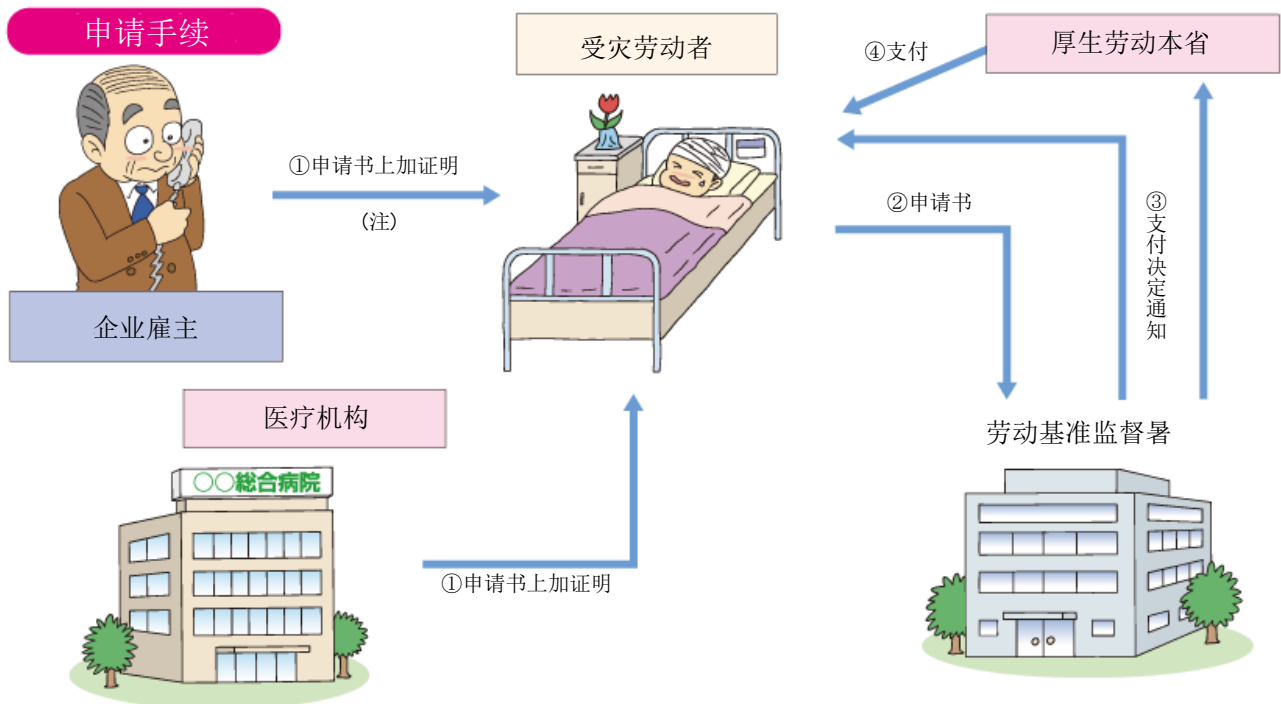 申请手续
受灾劳动者
厚生劳动本省
④支付
①申请书上加证明
(注)
②申请书
③支付决定通知
企业雇主
医疗机构
劳动基准监督暑
〇〇総合病院
①申请书上加证明